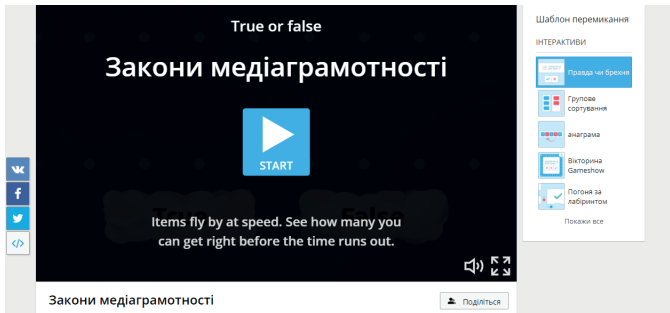 True or false
Закони медіаграмотності
START
True False
Items fly by at speed. See how many you
can get right before the time runs out.
Закони медіаграмотності
Поділіться
Шаблон перемикання
ІНТЕРАКТИВИ
Правда чи брехня
Групове
сортування
анаграма
Вікторина
Gameshow
Погоня за
лабіринтом
Покажи все